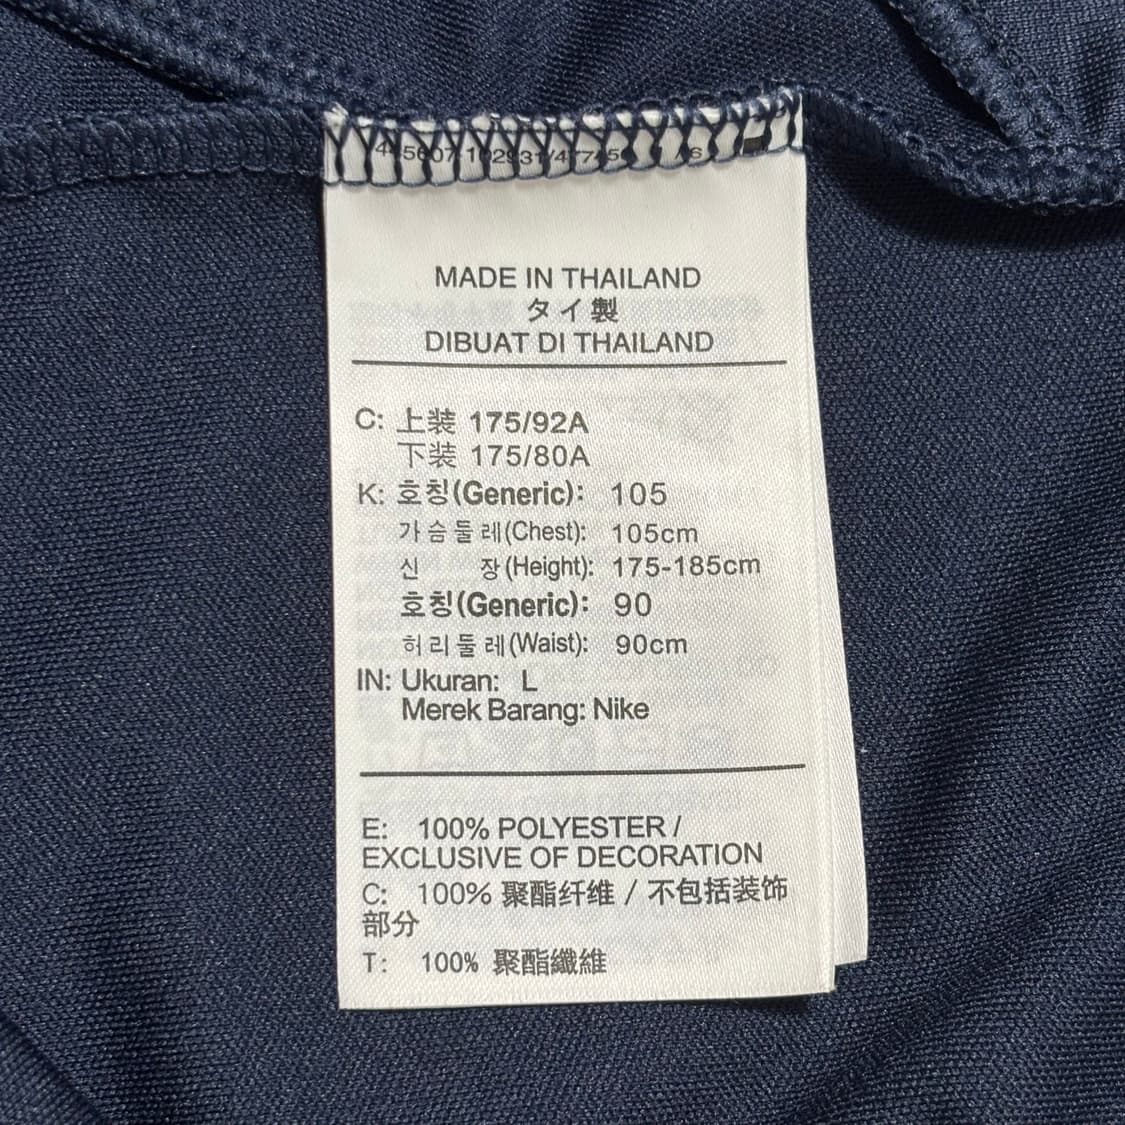 MADE IN THAILAND
タイ製
DIBUAT DI THAILAND
C: 上装 175/92A
下装 175/80A
K: 호칭(Generic): 105
가슴둘레(Chest): 105cm
신 장(Height): 175-185cm
호칭(Generic): 90
허리둘레(Waist): 90cm
IN: Ukuran: L
Merek Barang: Nike
E: 100% POLYESTER /
EXCLUSIVE OF DECORATION
C: 100% 聚酯纤维 / 不包括装饰
部分
T: 100% 聚酯纖維